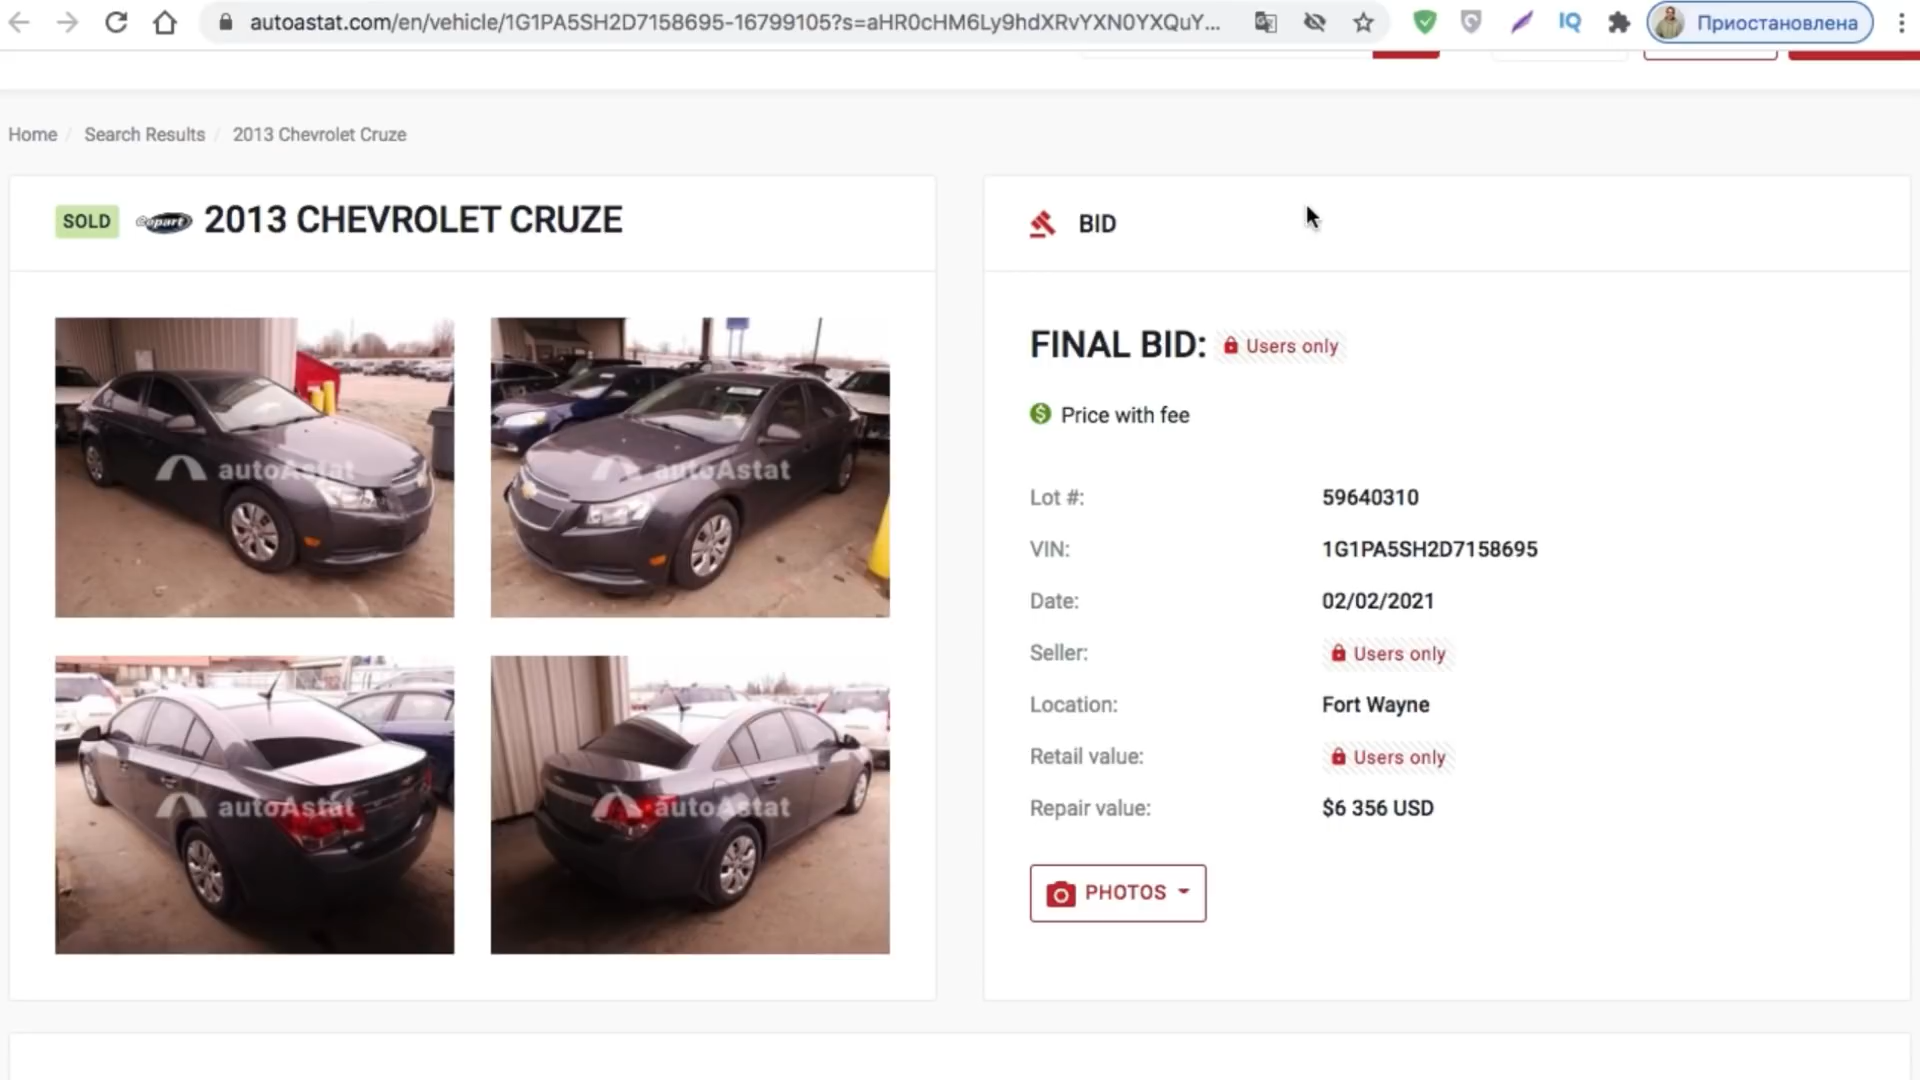 autoastat.com/en/vehicle/1G1PA5SH2D7158695-16799105?s=aHR0cHM6Ly9hdXRvYXN0YXQuY...
IQ
Приостановлена
Home / Search Results / 2013 Chevrolet Cruze
SOLD copart 2013 CHEVROLET CRUZE
autoAstat
autoAstat
autoAstat
autoAstat
BID
FINAL BID: Users only
Price with fee
Lot #: 59640310
VIN: 1G1PA5SH2D7158695
Date: 02/02/2021
Seller: Users only
Location: Fort Wayne
Retail value: Users only
Repair value: $6 356 USD
PHOTOS